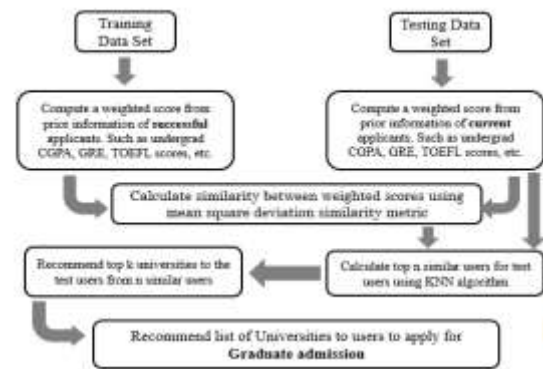 Training
Data Set
Testing Data
Set
Compute a weighted score from
prior information of successful
applicants. Such as undergrad
CGPA, GRE, TOEFL scores, etc.
Compute a weighted score from
prior information of current
applicants. Such as undergrad
CGPA, GRE, TOEFL scores, etc.
Calculate similarity between weighted scores using
mean square deviation similarity metric
Recommend top k universities to the
test users from n similar users
Calculate top n similar users for test
users using KNN algorithm
Recommend list of Universities to users to apply for
Graduate admission